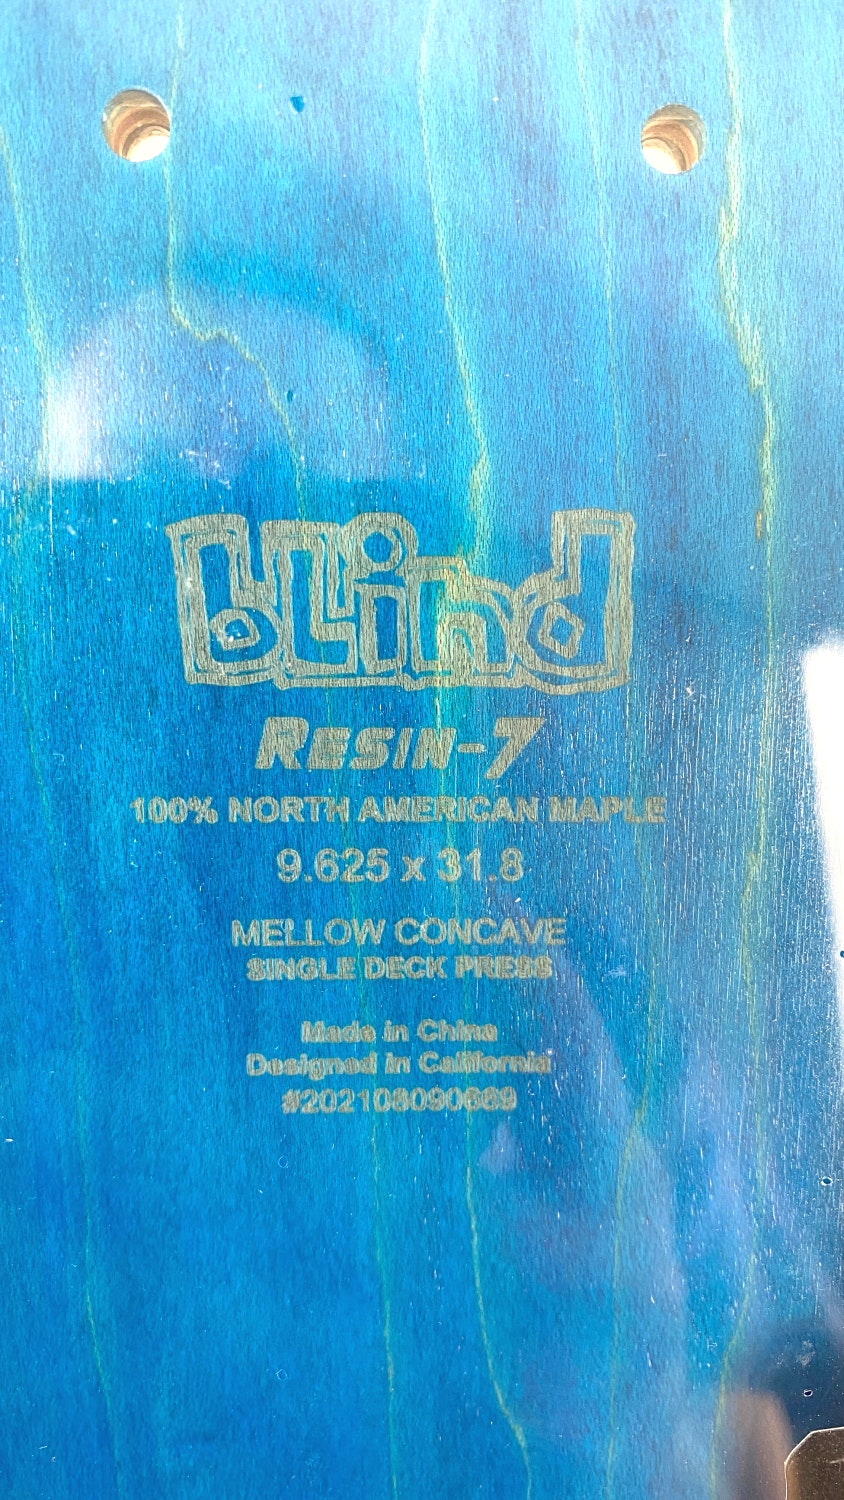 blind
RESIN-7
100% NORTH AMERICAN MAPLE
9.625 x 31.8
MELLOW CONCAVE
SINGLE DECK PRESS
Made in China
Designed in California
#202108090669